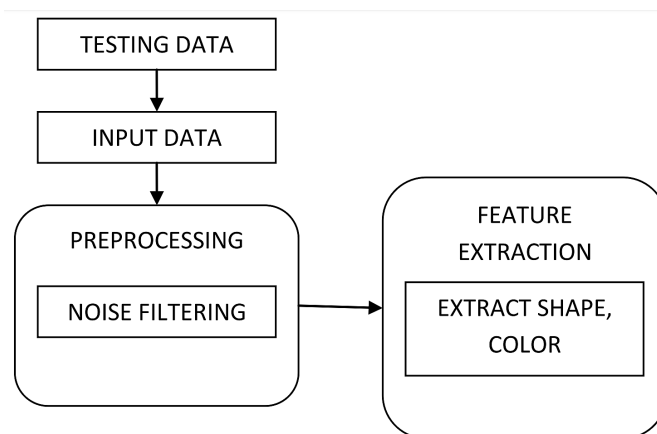 TESTING DATA
INPUT DATA
PREPROCESSING
NOISE FILTERING
FEATURE
EXTRACTION
EXTRACT SHAPE,
COLOR